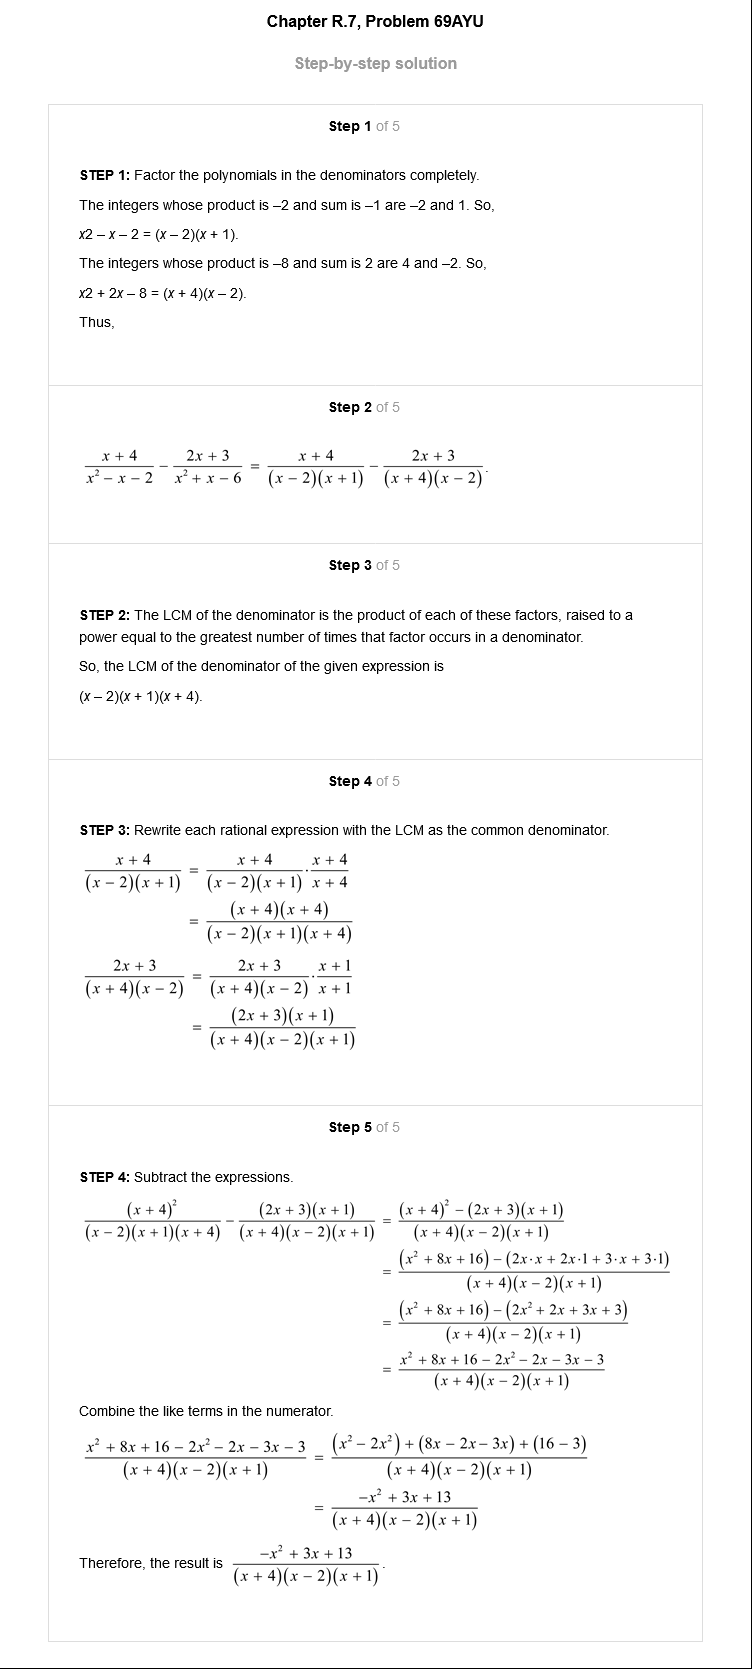 Chapter R.7, Problem 69AYU
Step-by-step solution
Step 1 of 5
STEP 1: Factor the polynomials in the denominators completely.
The integers whose product is –2 and sum is –1 are –2 and 1. So,
x2 – x – 2 = (x – 2)(x + 1).
The integers whose product is –8 and sum is 2 are 4 and –2. So,
x2 + 2x – 8 = (x + 4)(x – 2).
Thus,
Step 2 of 5
\frac{x+4}{x^2-x-2} - \frac{2x+3}{x^2+x-6} = \frac{x+4}{(x-2)(x+1)} - \frac{2x+3}{(x+4)(x-2)}.
Step 3 of 5
STEP 2: The LCM of the denominator is the product of each of these factors, raised to a
power equal to the greatest number of times that factor occurs in a denominator.
So, the LCM of the denominator of the given expression is
(x – 2)(x + 1)(x + 4).
Step 4 of 5
STEP 3: Rewrite each rational expression with the LCM as the common denominator.
\frac{x+4}{(x-2)(x+1)} = \frac{x+4}{(x-2)(x+1)} \cdot \frac{x+4}{x+4}
= \frac{(x+4)(x+4)}{(x-2)(x+1)(x+4)}
\frac{2x+3}{(x+4)(x-2)} = \frac{2x+3}{(x+4)(x-2)} \cdot \frac{x+1}{x+1}
= \frac{(2x+3)(x+1)}{(x+4)(x-2)(x+1)}
Step 5 of 5
STEP 4: Subtract the expressions.
\frac{(x+4)^2}{(x-2)(x+1)(x+4)} - \frac{(2x+3)(x+1)}{(x+4)(x-2)(x+1)} = \frac{(x+4)^2-(2x+3)(x+1)}{(x+4)(x-2)(x+1)}
= \frac{(x^2+8x+16)-(2x \cdot x+2x \cdot 1+3 \cdot x+3 \cdot 1)}{(x+4)(x-2)(x+1)}
= \frac{(x^2+8x+16)-(2x^2+2x+3x+3)}{(x+4)(x-2)(x+1)}
= \frac{x^2+8x+16-2x^2-2x-3x-3}{(x+4)(x-2)(x+1)}
Combine the like terms in the numerator.
\frac{x^2+8x+16-2x^2-2x-3x-3}{(x+4)(x-2)(x+1)} = \frac{(x^2-2x^2)+(8x-2x-3x)+(16-3)}{(x+4)(x-2)(x+1)}
= \frac{-x^2+3x+13}{(x+4)(x-2)(x+1)}
Therefore, the result is \frac{-x^2+3x+13}{(x+4)(x-2)(x+1)}.